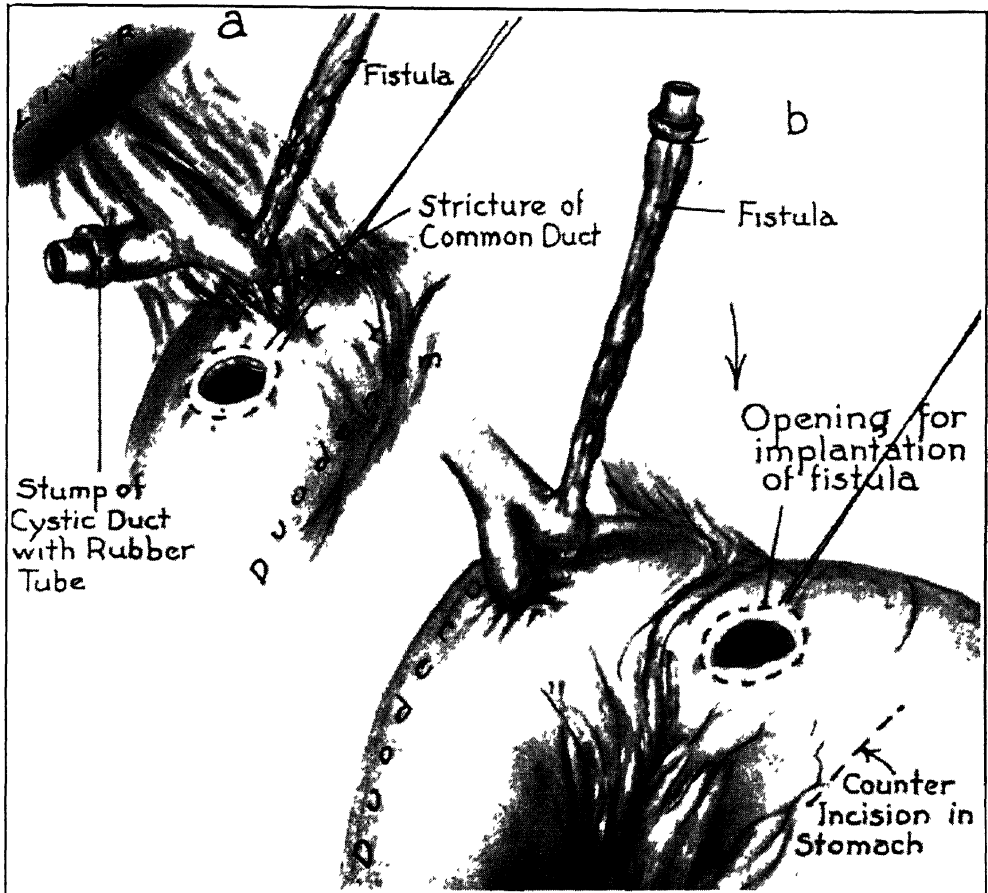 a
LIVER
Fistula
Stricture of
Common Duct
Stump of
Cystic Duct
with Rubber
Tube
b
Fistula
Opening for
implantation
of fistula
Counter
Incision in
Stomach